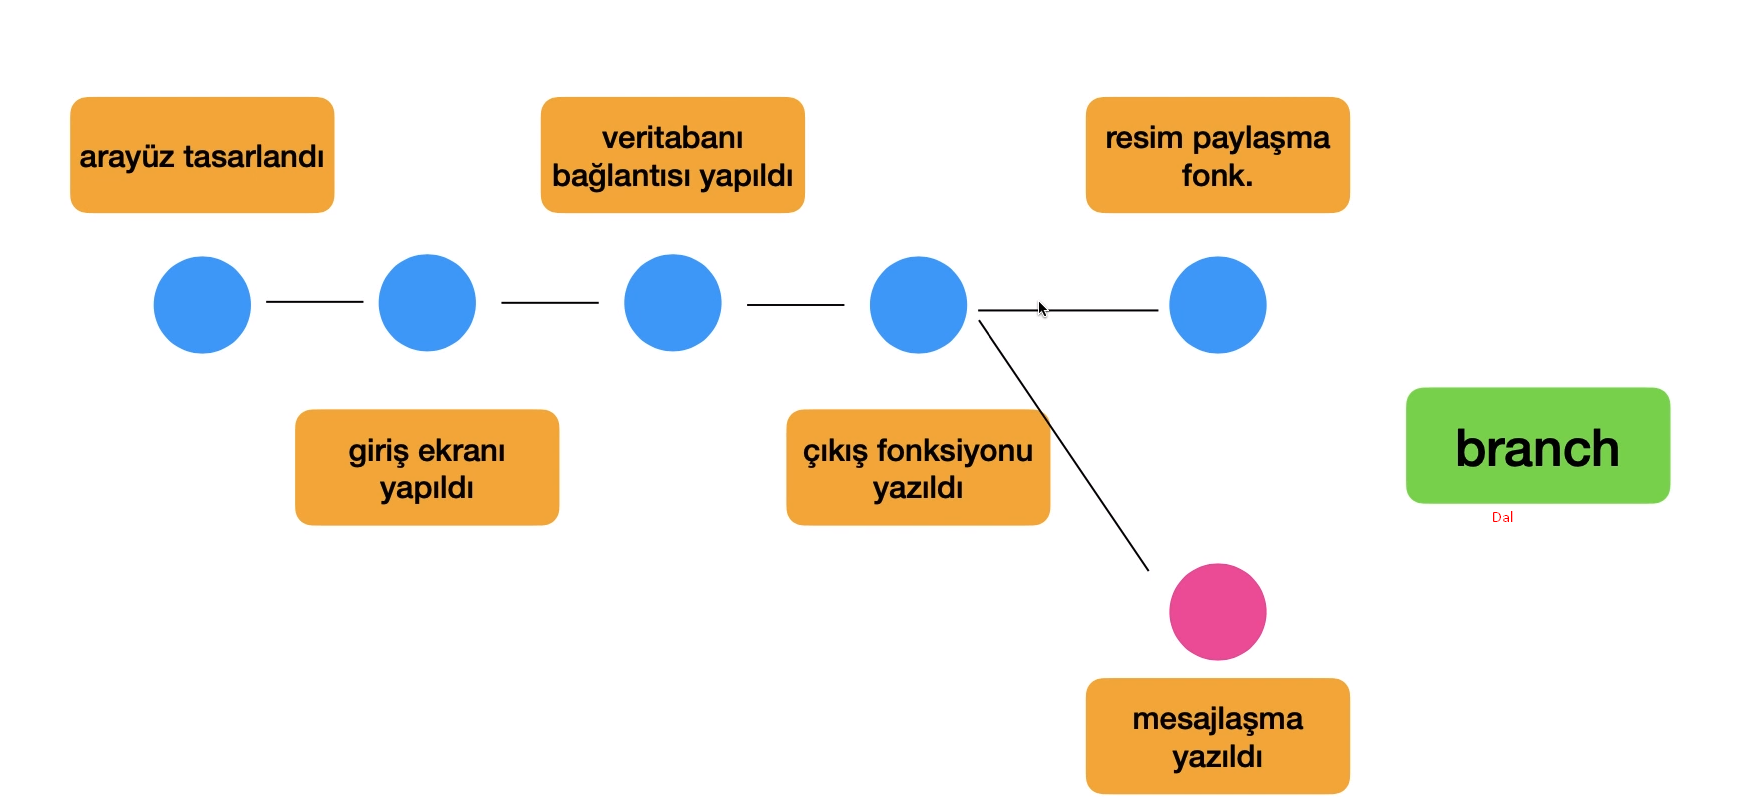 arayüz tasarlandı
veritabanı
bağlantısı yapıldı
resim paylaşma
fonk.
giriş ekranı
yapıldı
çıkış fonksiyonu
yazıldı
branch
Dal
mesajlaşma
yazıldı